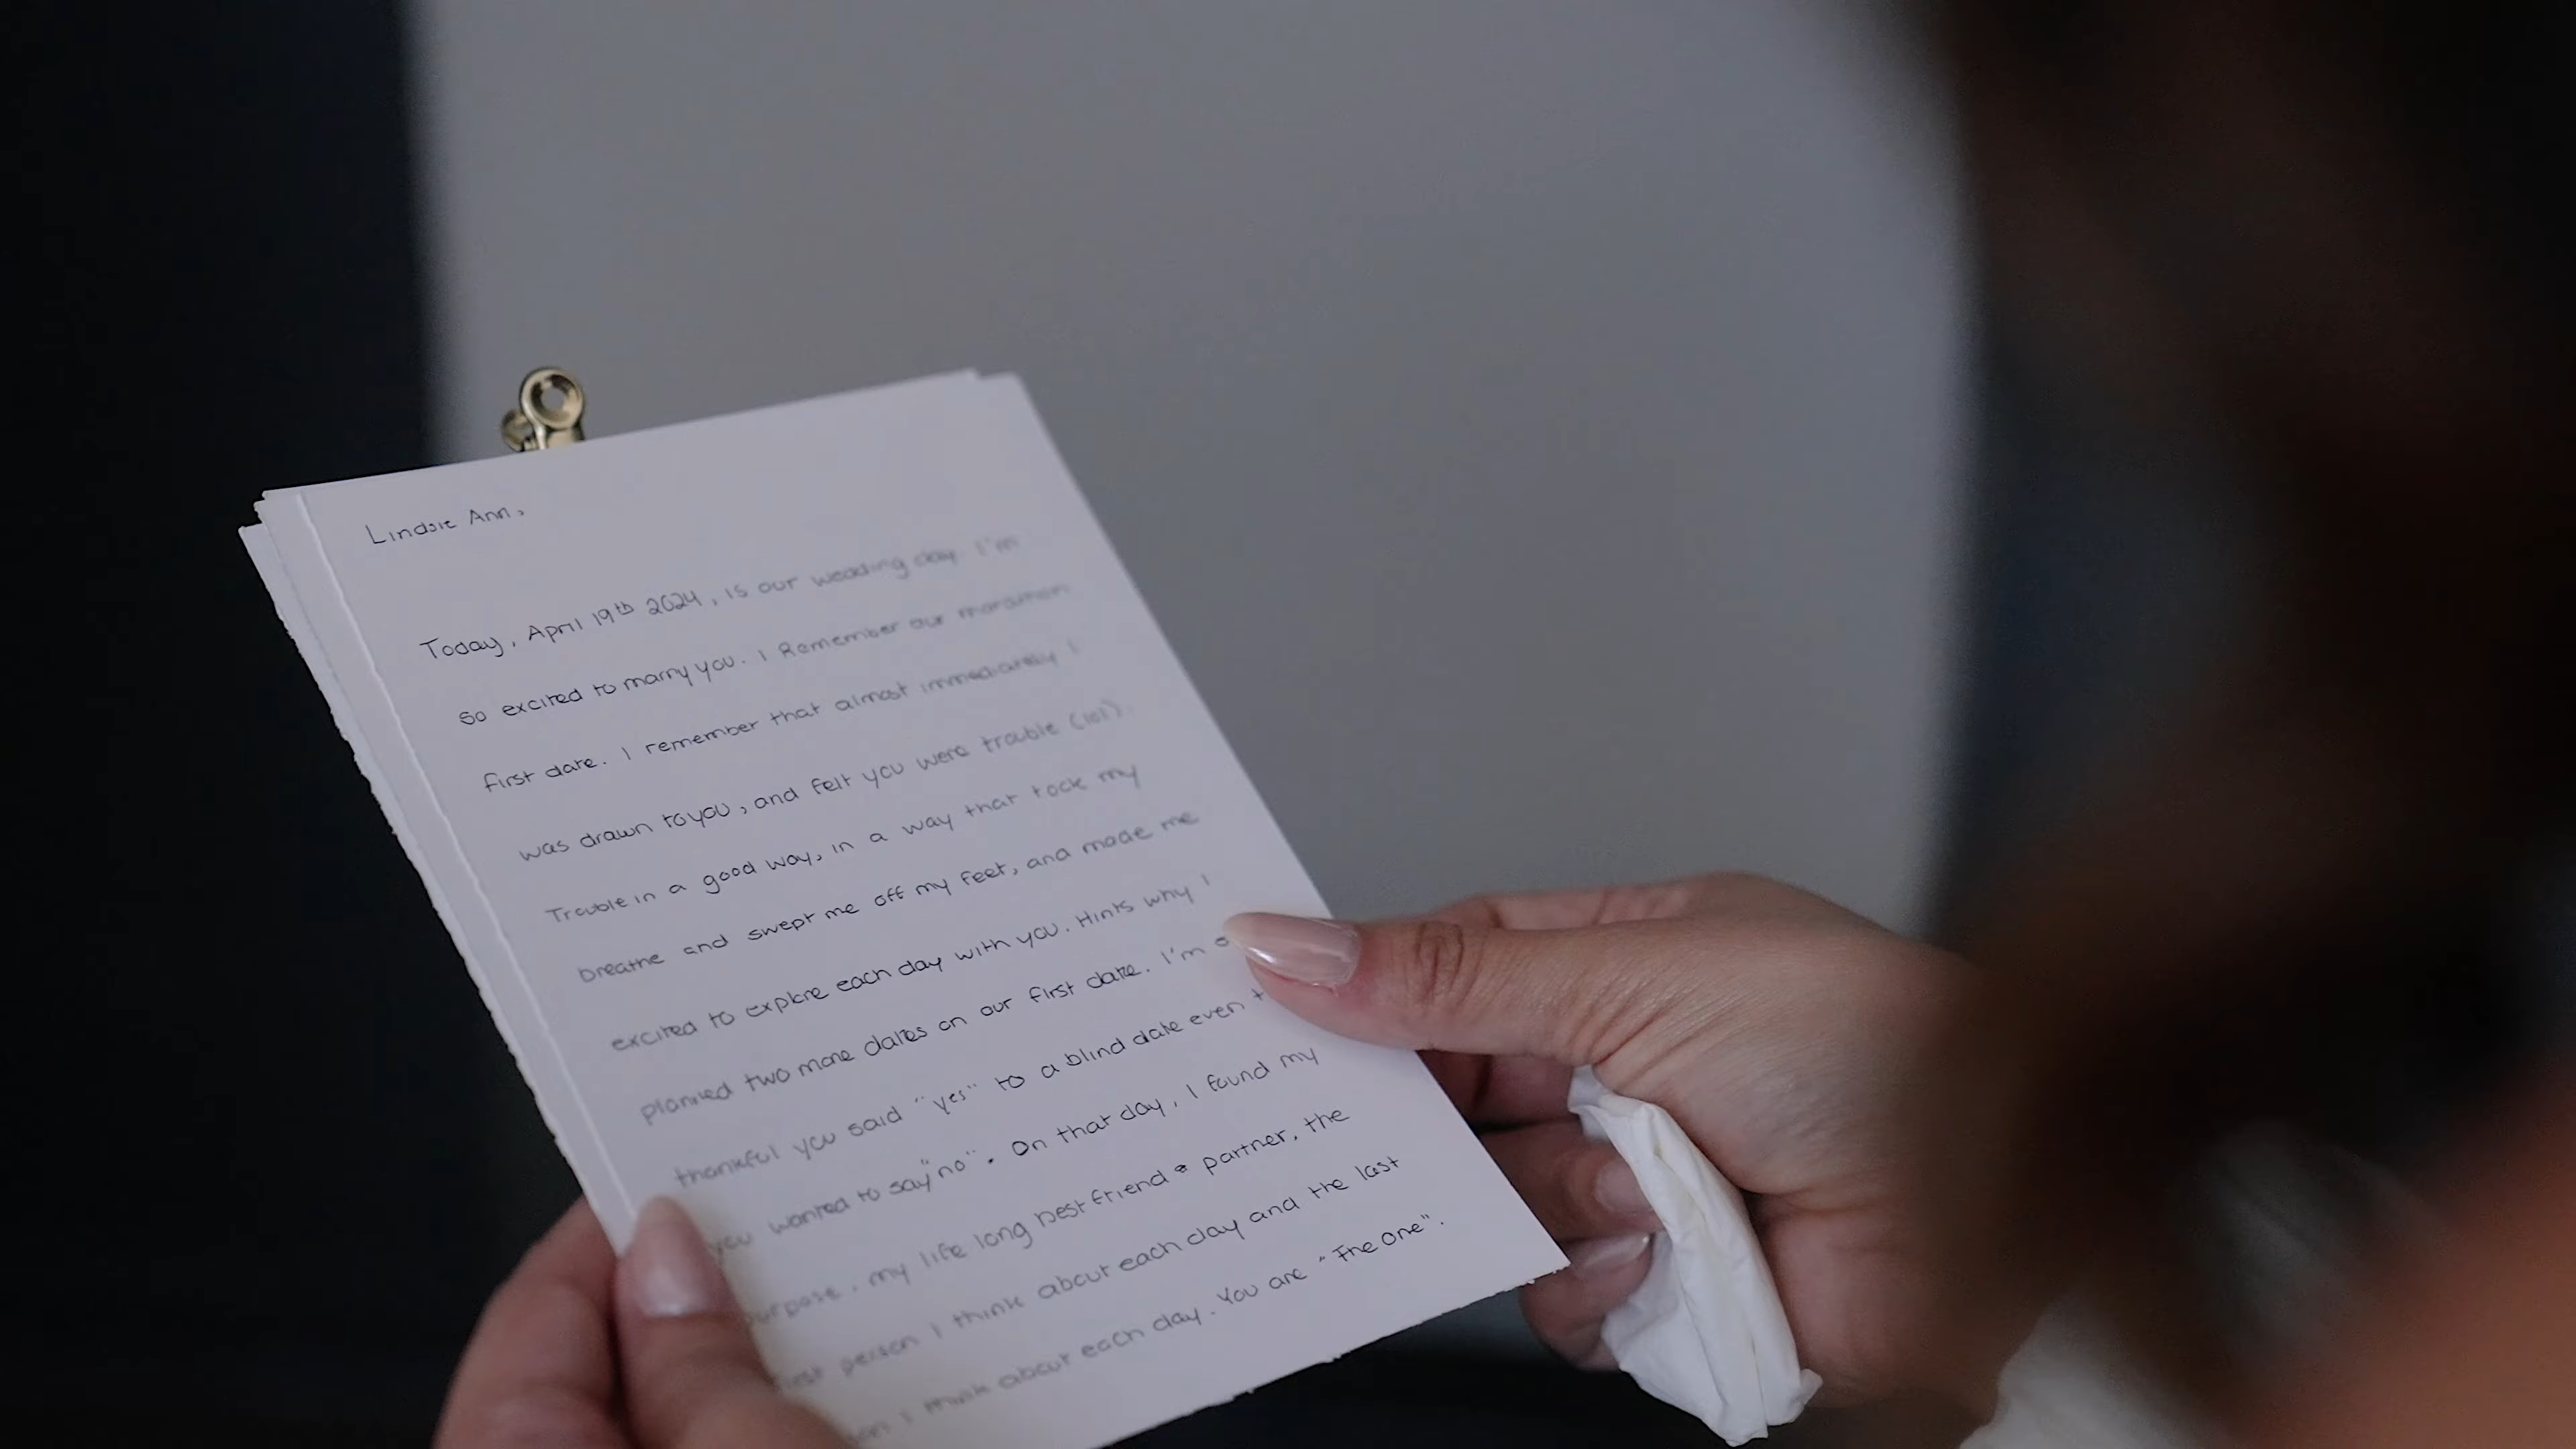 Lindsie Ann,
Today, April 19th 2024, is our wedding day. I'm
so excited to marry you. I Remember our marathon
first date. I remember that almost immediately I
was drawn to you, and felt you were trouble (lol).
Trouble in a good way, in a way that took my
breathe and swept me off my feet, and made me
excited to explore each day with you. Hints why I
planned two more dates on our first date. I'm
thankful you said "yes" to a blind date even
you wanted to say "no". On that day, I found my
purpose, my life long best friend & partner, the
first person I think about each day and the last
I think about each day. You are "The One".